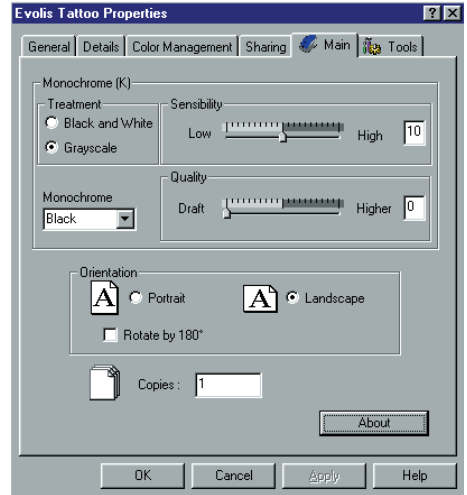 Evolis Tattoo Properties
General Details Color Management Sharing Main Tools
Monochrome (K)
Treatment
Black and White
Grayscale
Sensibility
Low High 10
Monochrome
Black
Quality
Draft Higher 0
Orientation
A Portrait A Landscape
Rotate by 180°
Copies : 1
About
OK Cancel Apply Help